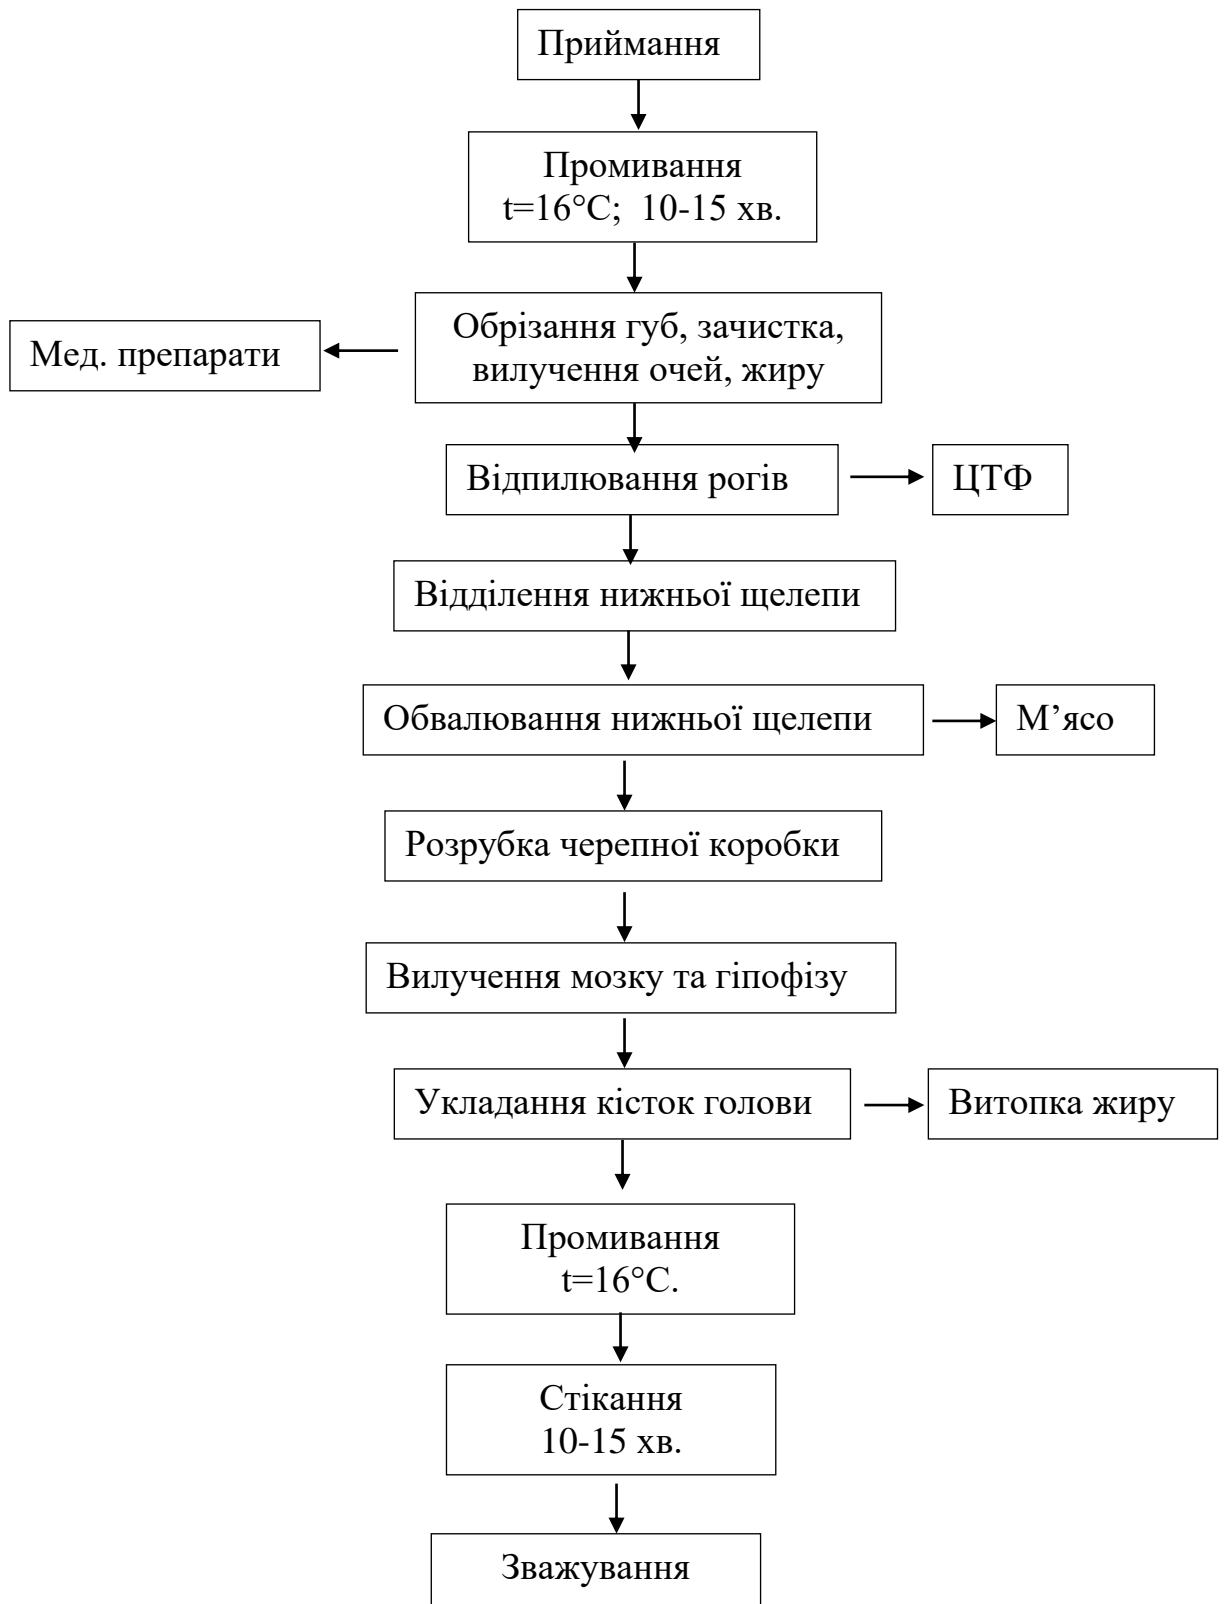 Приймання
Промивання
t=16°С; 10-15 хв.
Обрізання губ, зачистка,
вилучення очей, жиру
Мед. препарати
Відпилювання рогів
ЦТФ
Відділення нижньої щелепи
Обвалювання нижньої щелепи
М’ясо
Розрубка черепної коробки
Вилучення мозку та гіпофізу
Укладання кісток голови
Витопка жиру
Промивання
t=16°С.
Стікання
10-15 хв.
Зважування